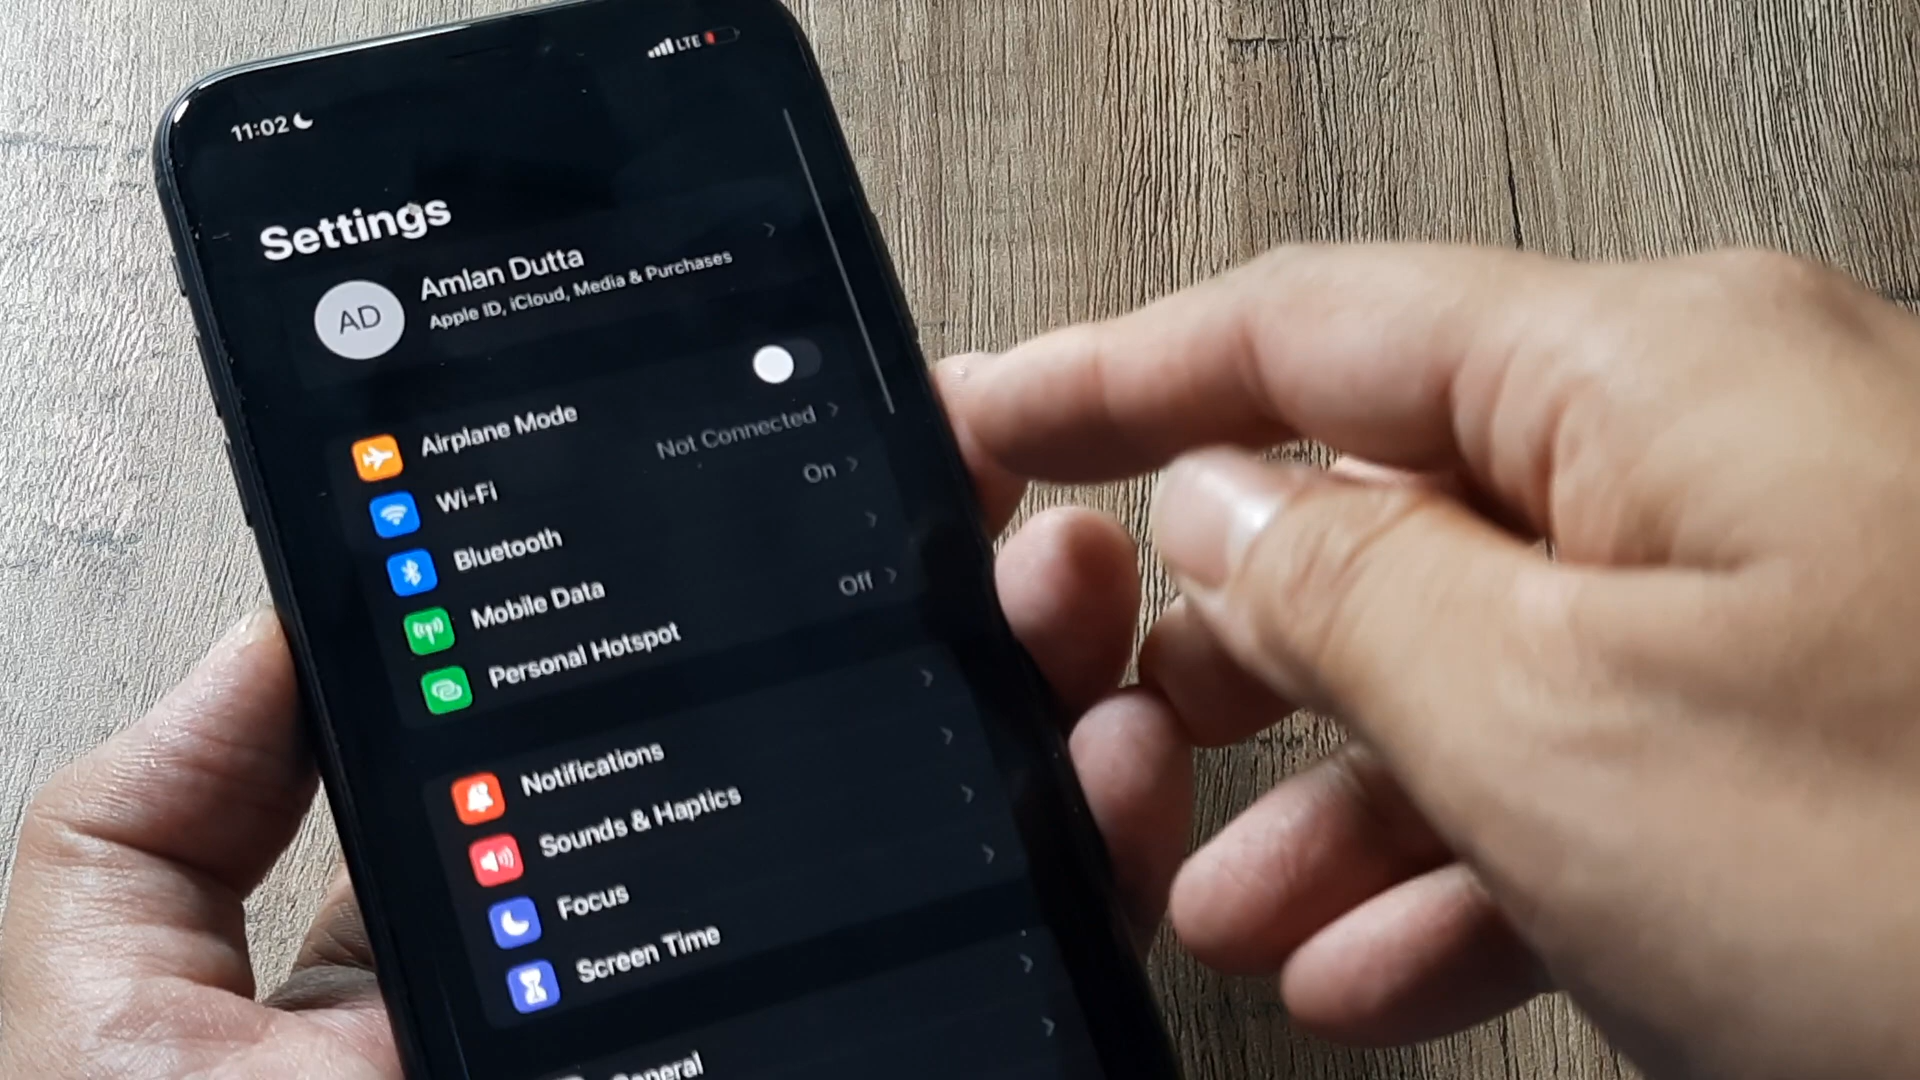 11:02
LTE
Settings
AD
Amlan Dutta
Apple ID, iCloud, Media & Purchases
Airplane Mode
Wi-Fi
Not Connected
Bluetooth
On
Mobile Data
Personal Hotspot
Off
Notifications
Sounds & Haptics
Focus
Screen Time
General